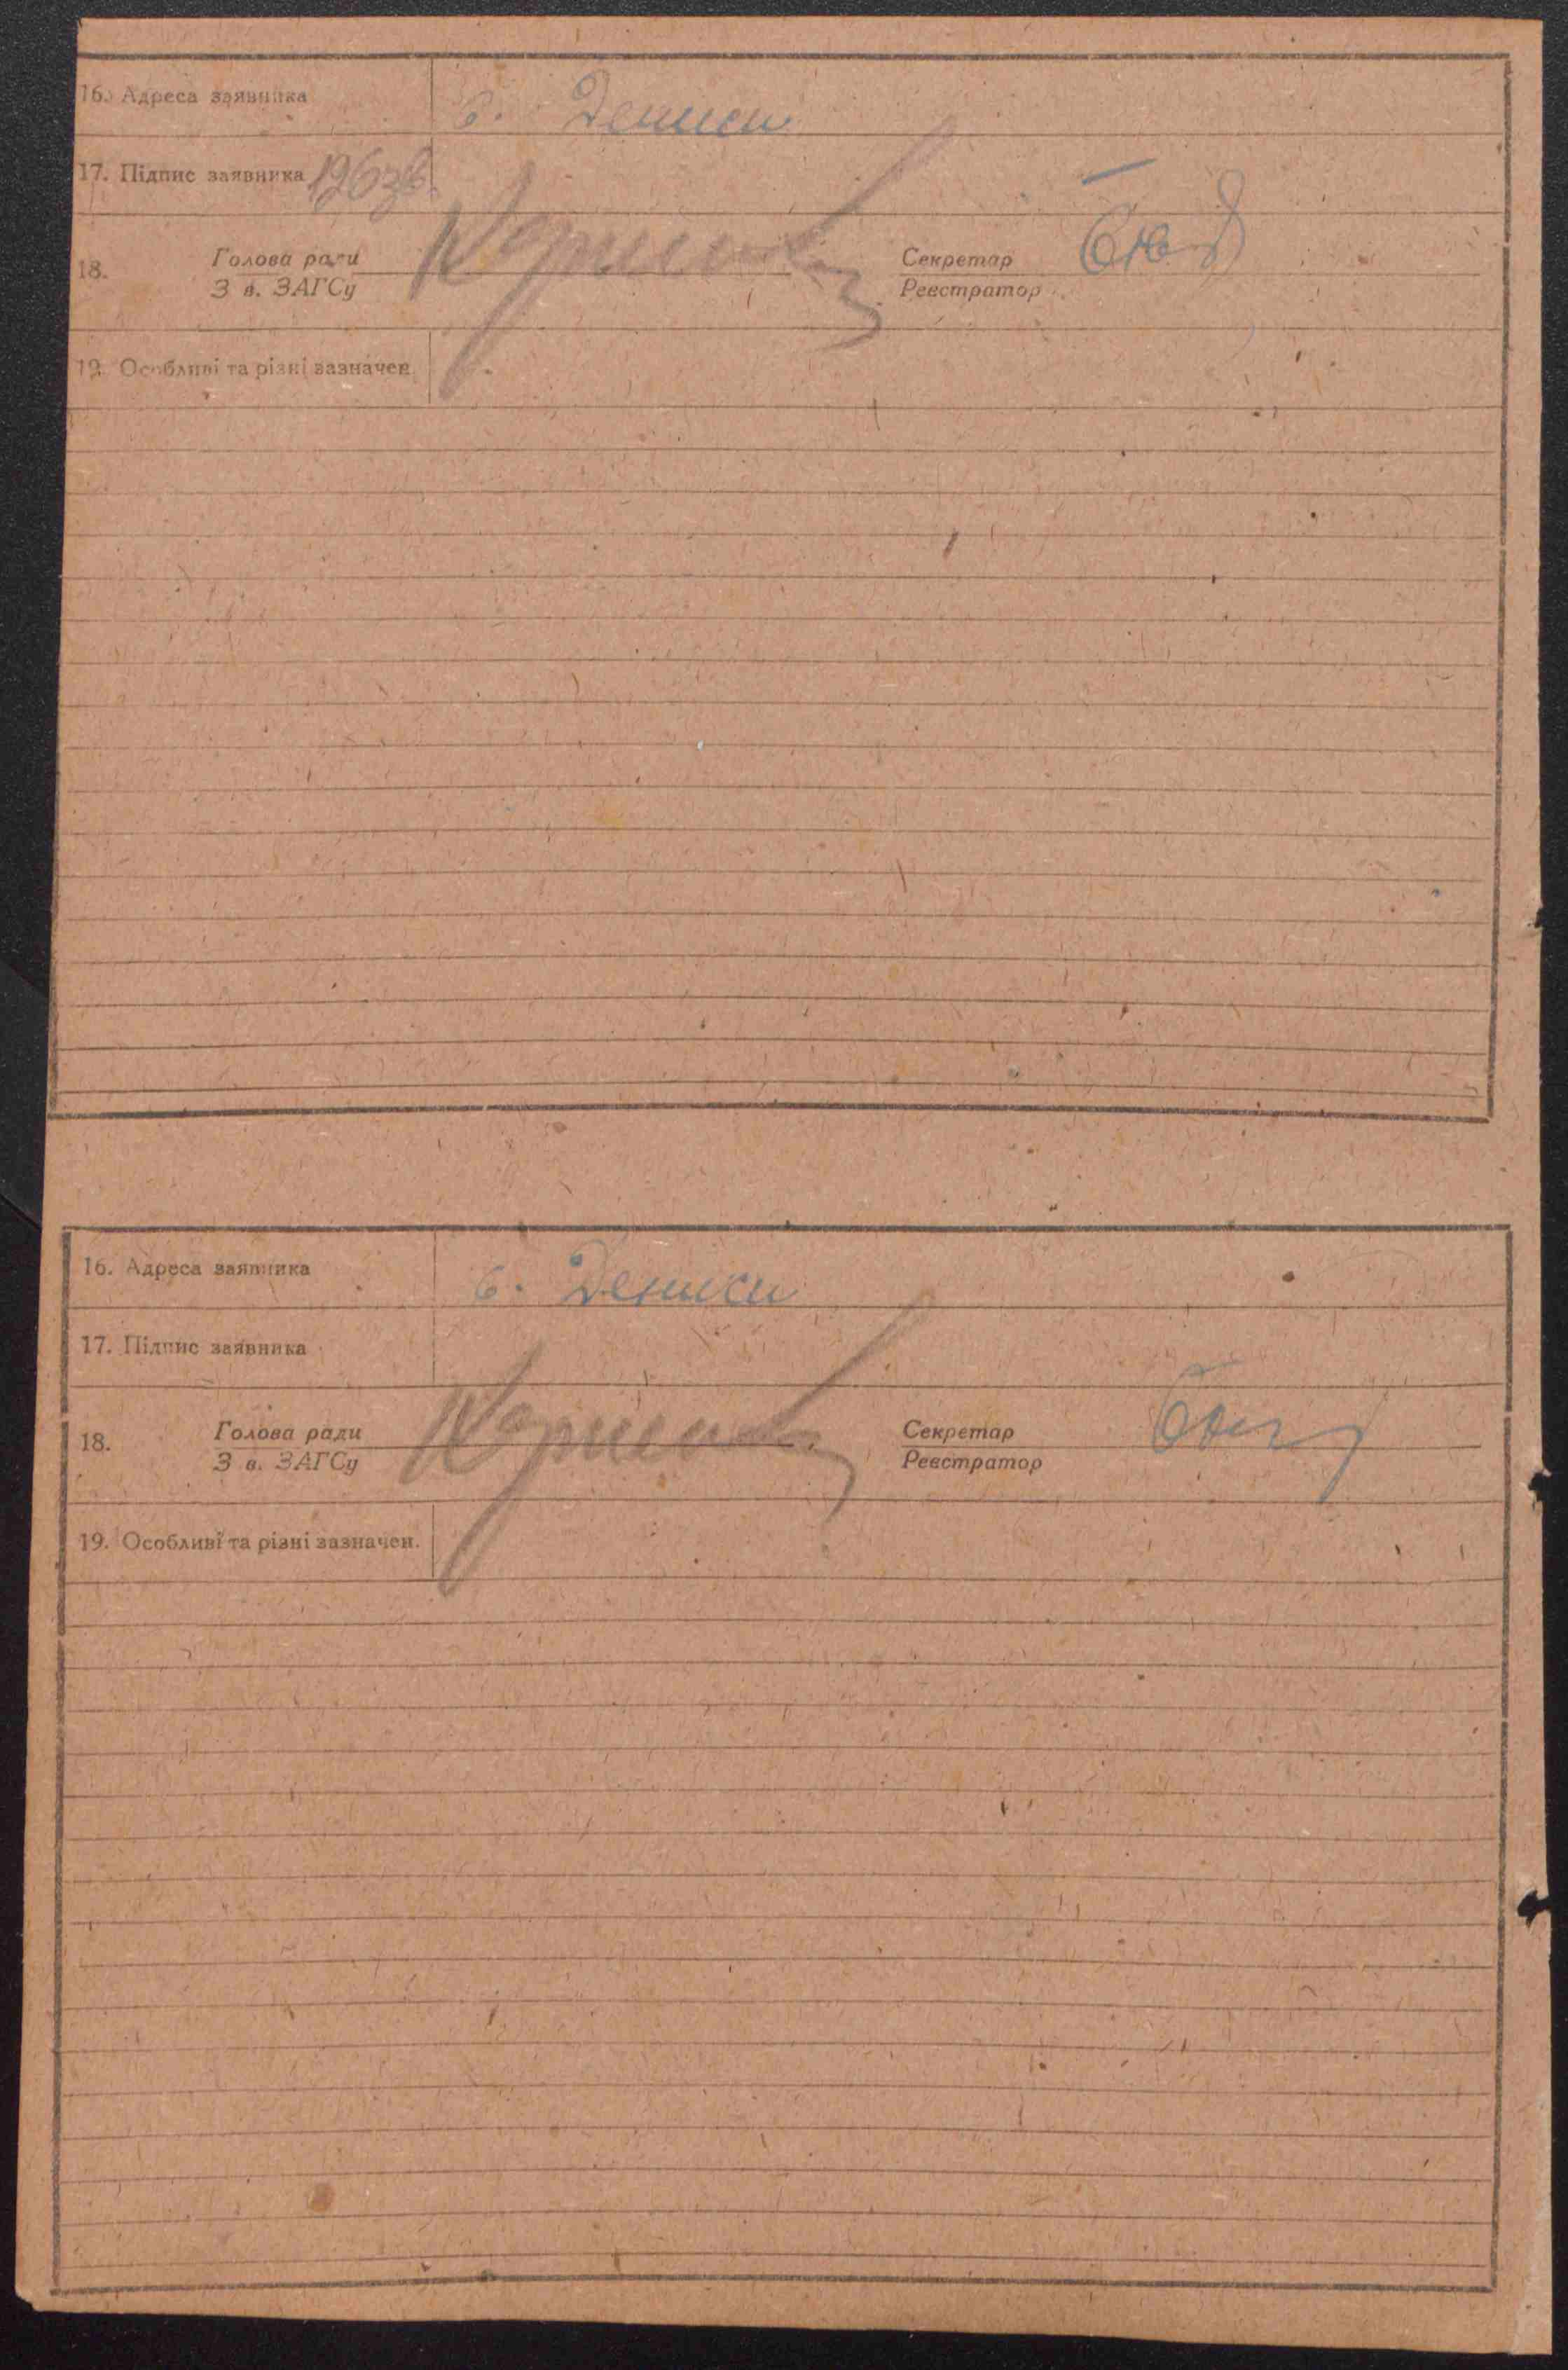 16. Адреса заявника с. Дениси
17. Підпис заявника
18. Голова ради Секретар
З в. ЗАГСу Реєстратор
19. Особливі та різні зазначен.
16. Адреса заявника с. Дениси
17. Підпис заявника
18. Голова ради Секретар
З в. ЗАГСу Реєстратор
19. Особливі та різні зазначен.